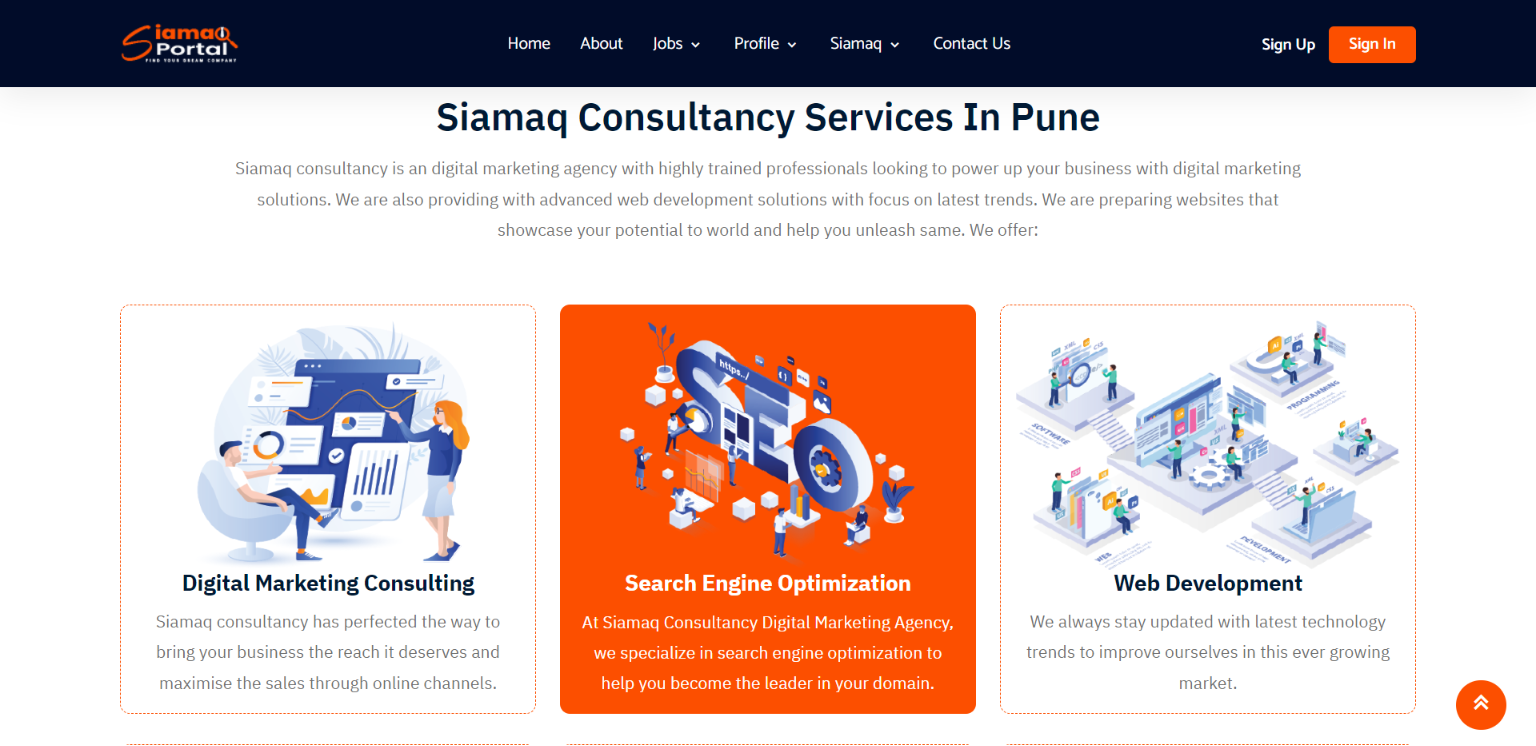 Siamaq
Portal
FIND YOUR DREAM COMPANY
Home
About
Jobs
Profile
Siamaq
Contact Us
Sign Up
Sign In
Siamaq Consultancy Services In Pune
Siamaq consultancy is an digital marketing agency with highly trained professionals looking to power up your business with digital marketing
solutions. We are also providing with advanced web development solutions with focus on latest trends. We are preparing websites that
showcase your potential to world and help you unleash same. We offer:
https../
SEO
XML
CSS
SOFTWARE
PROGRAMMING
XML
WEB
DEVELOPMENT
Digital Marketing Consulting
Siamaq consultancy has perfected the way to
bring your business the reach it deserves and
maximise the sales through online channels.
Search Engine Optimization
At Siamaq Consultancy Digital Marketing Agency,
we specialize in search engine optimization to
help you become the leader in your domain.
Web Development
We always stay updated with latest technology
trends to improve ourselves in this ever growing
market.